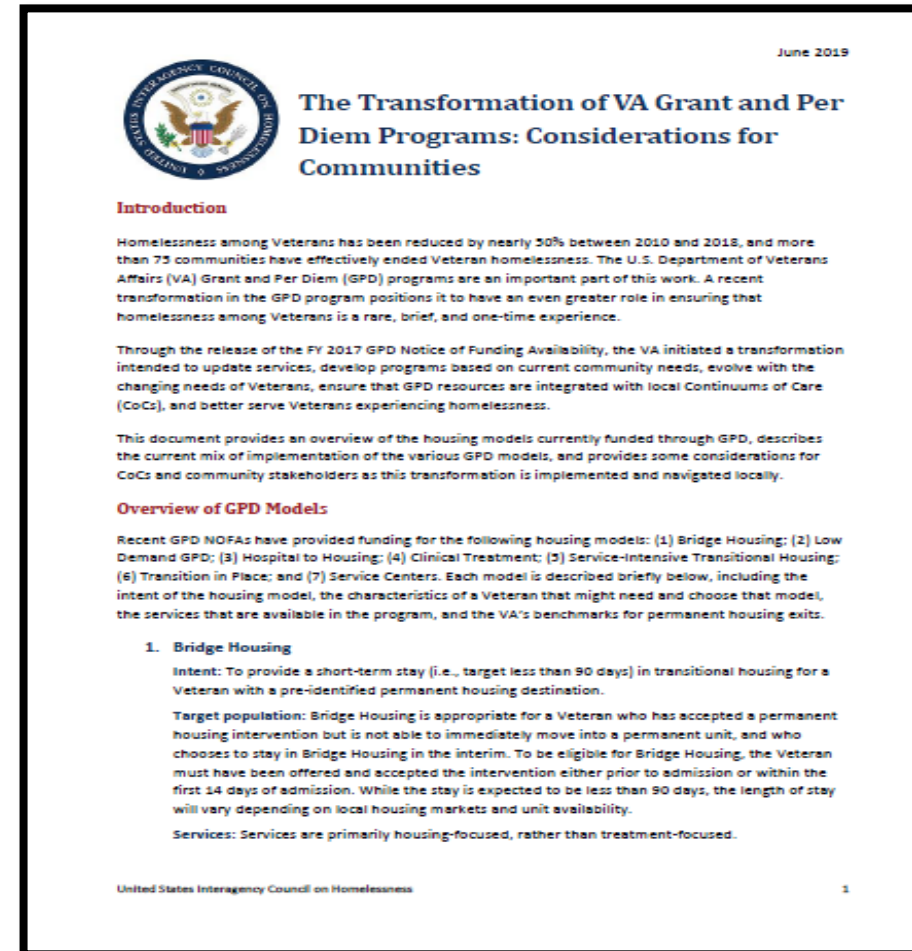 June 2019
UNITED STATES INTERAGENCY COUNCIL ON HOMELESSNESS
The Transformation of VA Grant and Per
Diem Programs: Considerations for
Communities
Introduction
Homelessness among Veterans has been reduced by nearly 50% between 2010 and 2018, and more
than 75 communities have effectively ended Veteran homelessness. The U.S. Department of Veterans
Affairs (VA) Grant and Per Diem (GPD) programs are an important part of this work. A recent
transformation in the GPD program positions it to have an even greater role in ensuring that
homelessness among Veterans is a rare, brief, and one-time experience.
Through the release of the FY 2017 GPD Notice of Funding Availability, the VA initiated a transformation
intended to update services, develop programs based on current community needs, evolve with the
changing needs of Veterans, ensure that GPD resources are integrated with local Continuums of Care
(CoCs), and better serve Veterans experiencing homelessness.
This document provides an overview of the housing models currently funded through GPD, describes
the current mix of implementation of the various GPD models, and provides some considerations for
CoCs and community stakeholders as this transformation is implemented and navigated locally.
Overview of GPD Models
Recent GPD NOFAs have provided funding for the following housing models: (1) Bridge Housing; (2) Low
Demand GPD; (3) Hospital to Housing; (4) Clinical Treatment; (5) Service-Intensive Transitional Housing;
(6) Transition in Place; and (7) Service Centers. Each model is described briefly below, including the
intent of the housing model, the characteristics of a Veteran that might need and choose that model,
the services that are available in the program, and the VA's benchmarks for permanent housing exits.
1. Bridge Housing
Intent: To provide a short-term stay (i.e., target less than 90 days) in transitional housing for a
Veteran with a pre-identified permanent housing destination.
Target population: Bridge Housing is appropriate for a Veteran who has accepted a permanent
housing intervention but is not able to immediately move into a permanent unit, and who
chooses to stay in Bridge Housing in the interim. To be eligible for Bridge Housing, the Veteran
must have been offered and accepted the intervention either prior to admission or within the
first 14 days of admission. While the stay is expected to be less than 90 days, the length of stay
will vary depending on local housing markets and unit availability.
Services: Services are primarily housing-focused, rather than treatment-focused.
United States Interagency Council on Homelessness 1